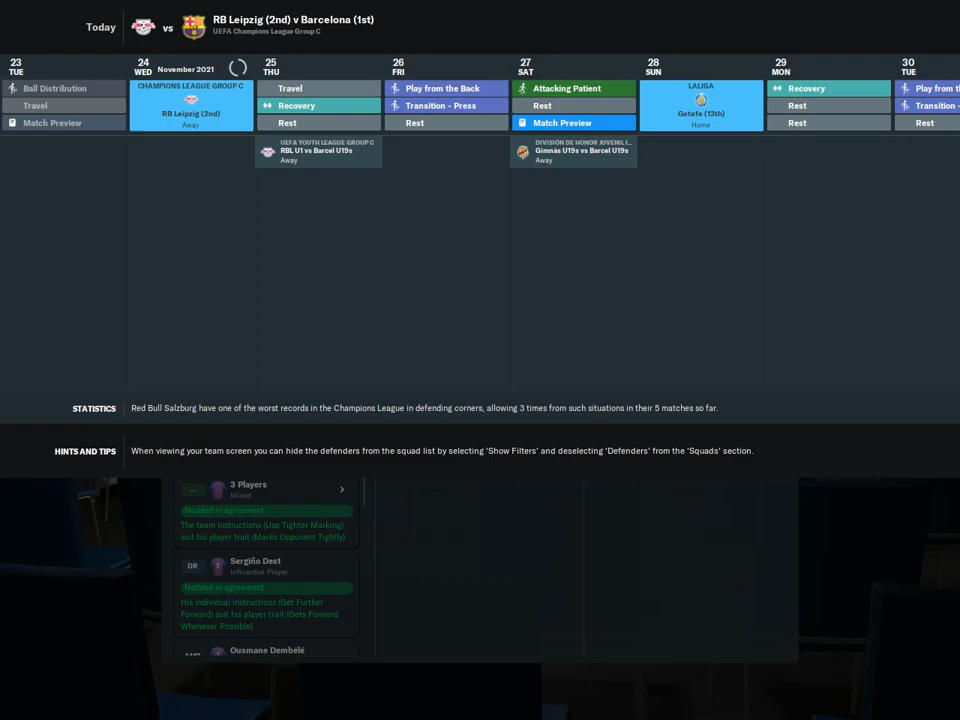 Today
vs
RB Leipzig (2nd) v Barcelona (1st)
UEFA Champions League Group C
23
TUE
24
WED
November 2021
25
THU
26
FRI
27
SAT
28
SUN
29
MON
30
TUE
Ball Distribution
Travel
Match Preview
CHAMPIONS LEAGUE GROUP C
RB Leipzig (2nd)
Away
Travel
Recovery
Rest
Play from the Back
Transition - Press
Rest
Attacking Patient
Rest
Match Preview
LALIGA
Getafe (13th)
Home
Recovery
Rest
Rest
Play from th
Transition -
Rest
UEFA YOUTH LEAGUE GROUP C
RBL U1 vs Barcel U19s
Away
DIVISIÓN DE HONOR JUVENIL I...
Gimnàs U19s vs Barcel U19s
Away
STATISTICS
Red Bull Salzburg have one of the worst records in the Champions League in defending corners, allowing 3 times from such situations in their 5 matches so far.
HINTS AND TIPS
When viewing your team screen you can hide the defenders from the squad list by selecting 'Show Filters' and deselecting 'Defenders' from the 'Squads' section.
3 Players
Mixed
Nodded in agreement
The team instructions (Use Tighter Marking)
suit his player trait (Marks Opponent Tightly)
DR
Sergiño Dest
Influential Player
Nodded in agreement
His individual instructions (Get Further
Forward) suit his player trait (Gets Forward
Whenever Possible)
Ousmane Dembélé